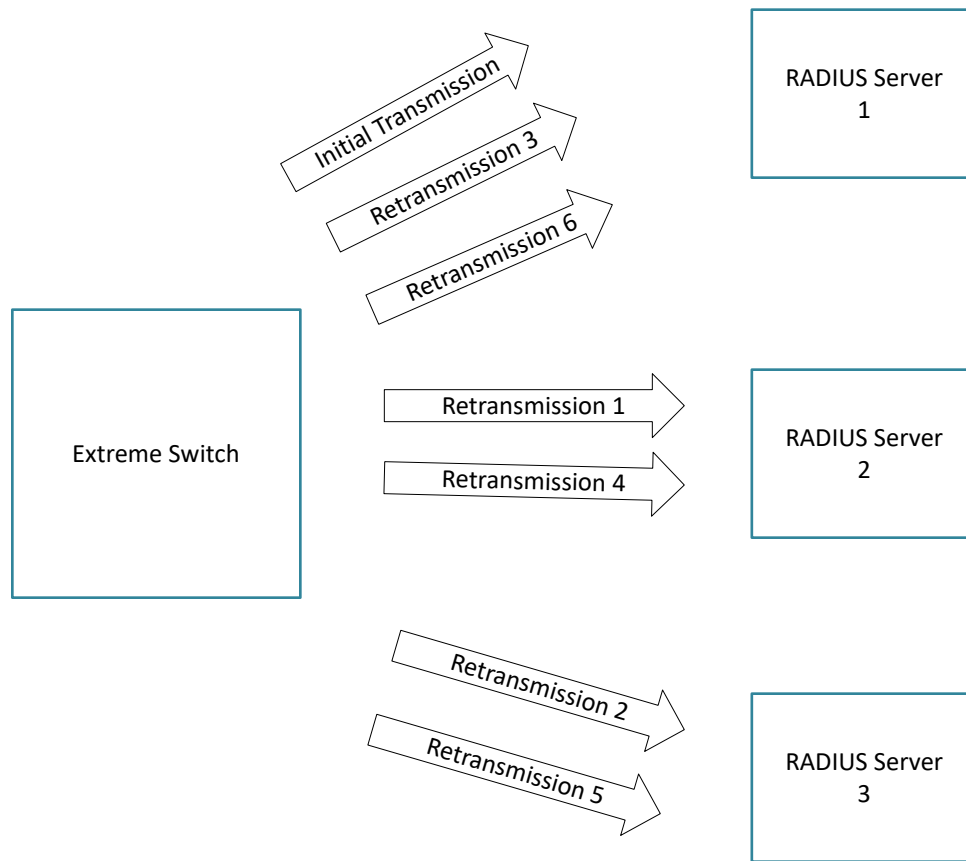 Initial Transmission
Retransmission 3
Retransmission 6
RADIUS Server
1
Extreme Switch
Retransmission 1
Retransmission 4
RADIUS Server
2
Retransmission 2
Retransmission 5
RADIUS Server
3